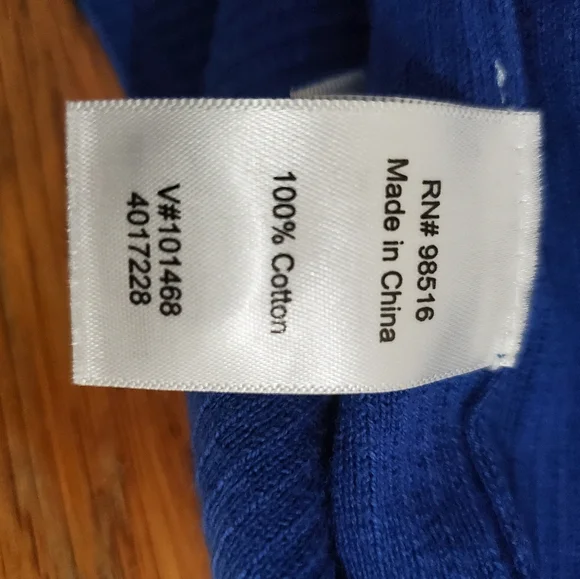 RN# 98516
Made in China
100% Cotton
V#101468
4017228